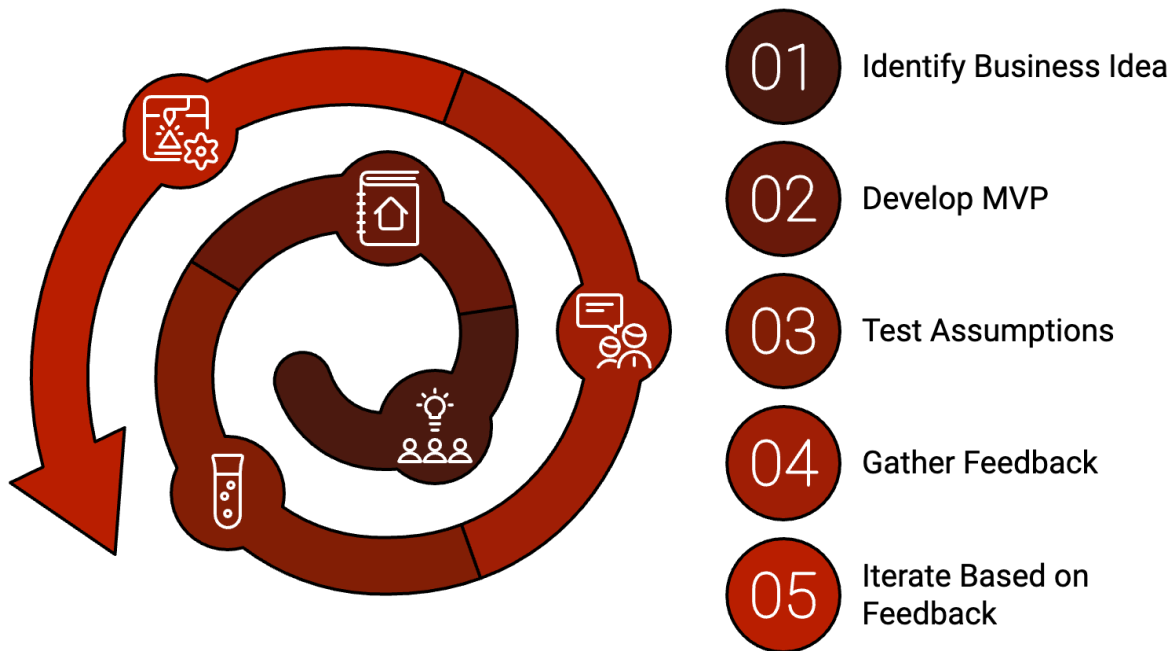 01
Identify Business Idea
02
Develop MVP
03
Test Assumptions
04
Gather Feedback
05
Iterate Based on
Feedback